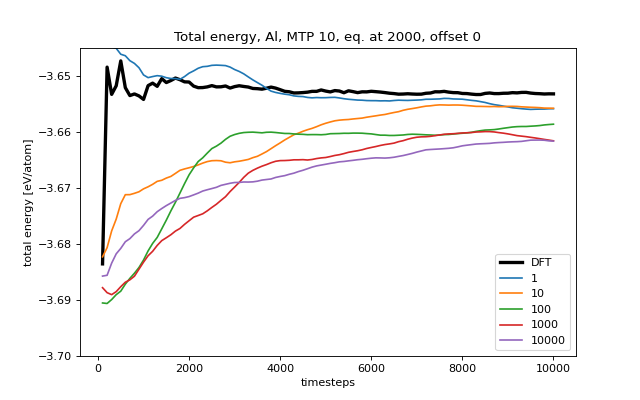 Total energy, Al, MTP 10, eq. at 2000, offset 0
total energy [eV/atom]
−3.65
−3.66
−3.67
−3.68
−3.69
−3.70
DFT
1
10
100
1000
10000
0 2000 4000 6000 8000 10000
timesteps